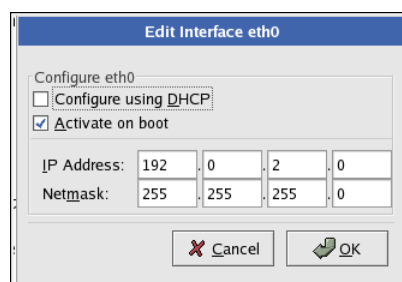 Edit Interface eth0
Configure eth0
Configure using DHCP
Activate on boot
IP Address: 192 . 0 . 2 . 0
Netmask: 255 . 255 . 255 . 0
Cancel OK